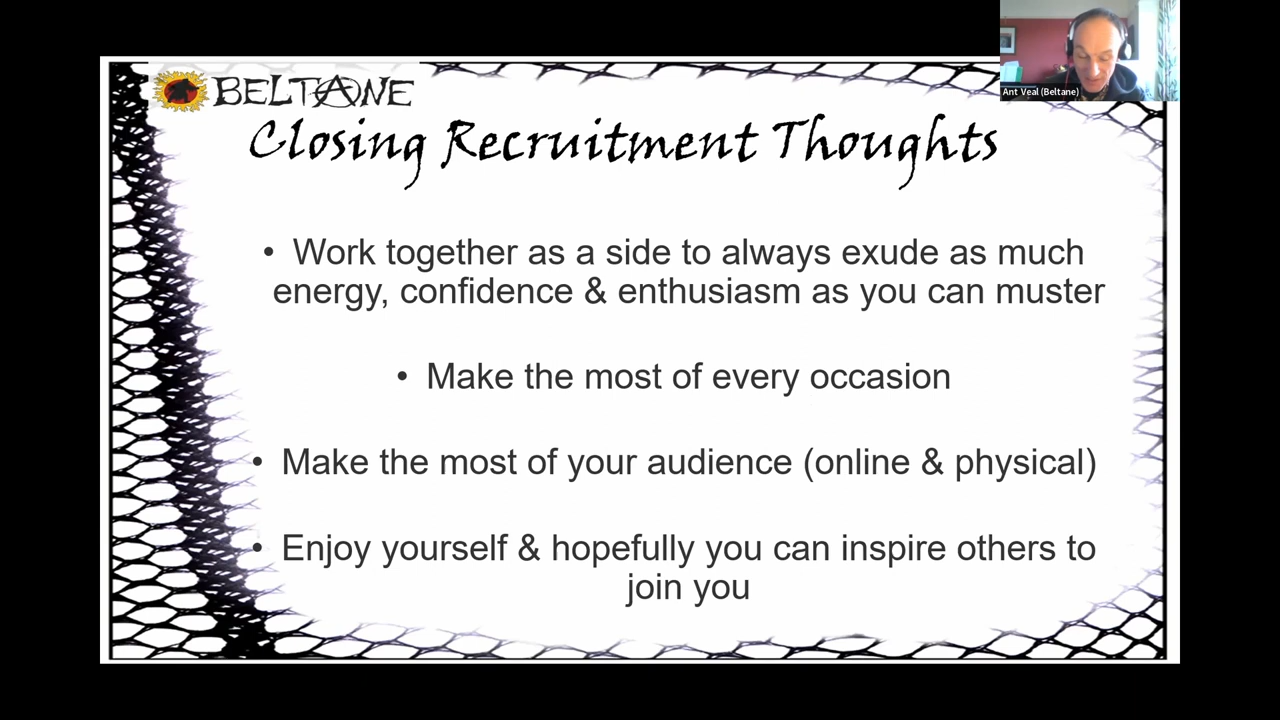 BELTANE
Ant Veal (Beltane)
Closing Recruitment Thoughts
• Work together as a side to always exude as much
energy, confidence & enthusiasm as you can muster
• Make the most of every occasion
• Make the most of your audience (online & physical)
• Enjoy yourself & hopefully you can inspire others to
join you